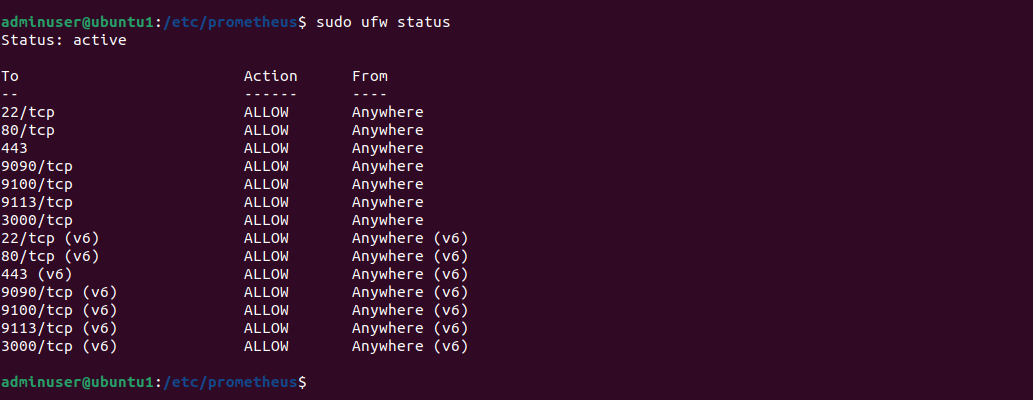 adminuser@ubuntu1:/etc/prometheus$ sudo ufw status
Status: active
To                         Action      From
--                         ------      ----
22/tcp                     ALLOW       Anywhere
80/tcp                     ALLOW       Anywhere
443                        ALLOW       Anywhere
9090/tcp                   ALLOW       Anywhere
9100/tcp                   ALLOW       Anywhere
9113/tcp                   ALLOW       Anywhere
3000/tcp                   ALLOW       Anywhere
22/tcp (v6)                ALLOW       Anywhere (v6)
80/tcp (v6)                ALLOW       Anywhere (v6)
443 (v6)                   ALLOW       Anywhere (v6)
9090/tcp (v6)              ALLOW       Anywhere (v6)
9100/tcp (v6)              ALLOW       Anywhere (v6)
9113/tcp (v6)              ALLOW       Anywhere (v6)
3000/tcp (v6)              ALLOW       Anywhere (v6)
adminuser@ubuntu1:/etc/prometheus$